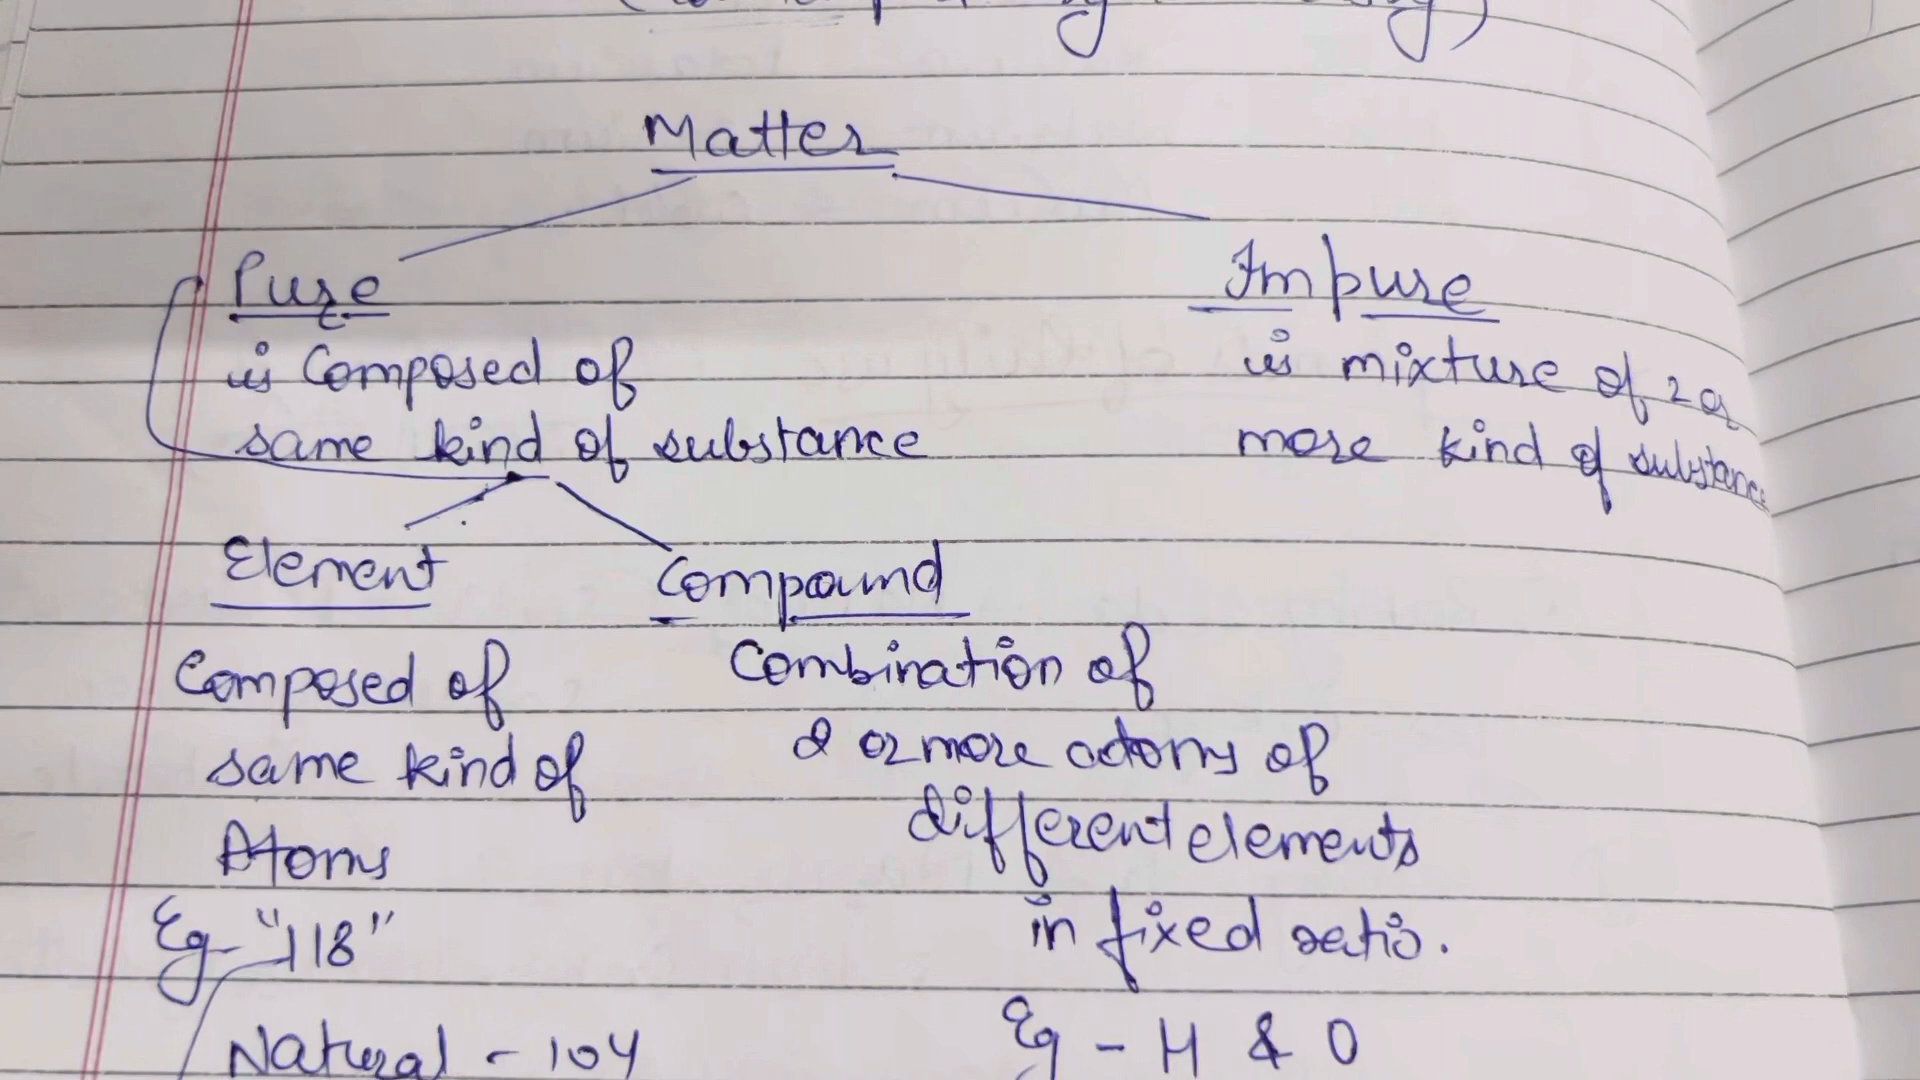 Matter
Pure
Impure
is composed of
is mixture of 2 or
same kind of substance
more kind of substance
Element
Compound
Composed of
Combination of
same kind of
2 or more atoms of
Atoms
different elements
Eg- "118"
in fixed ratio.
Natural - 104
Eg - H & O